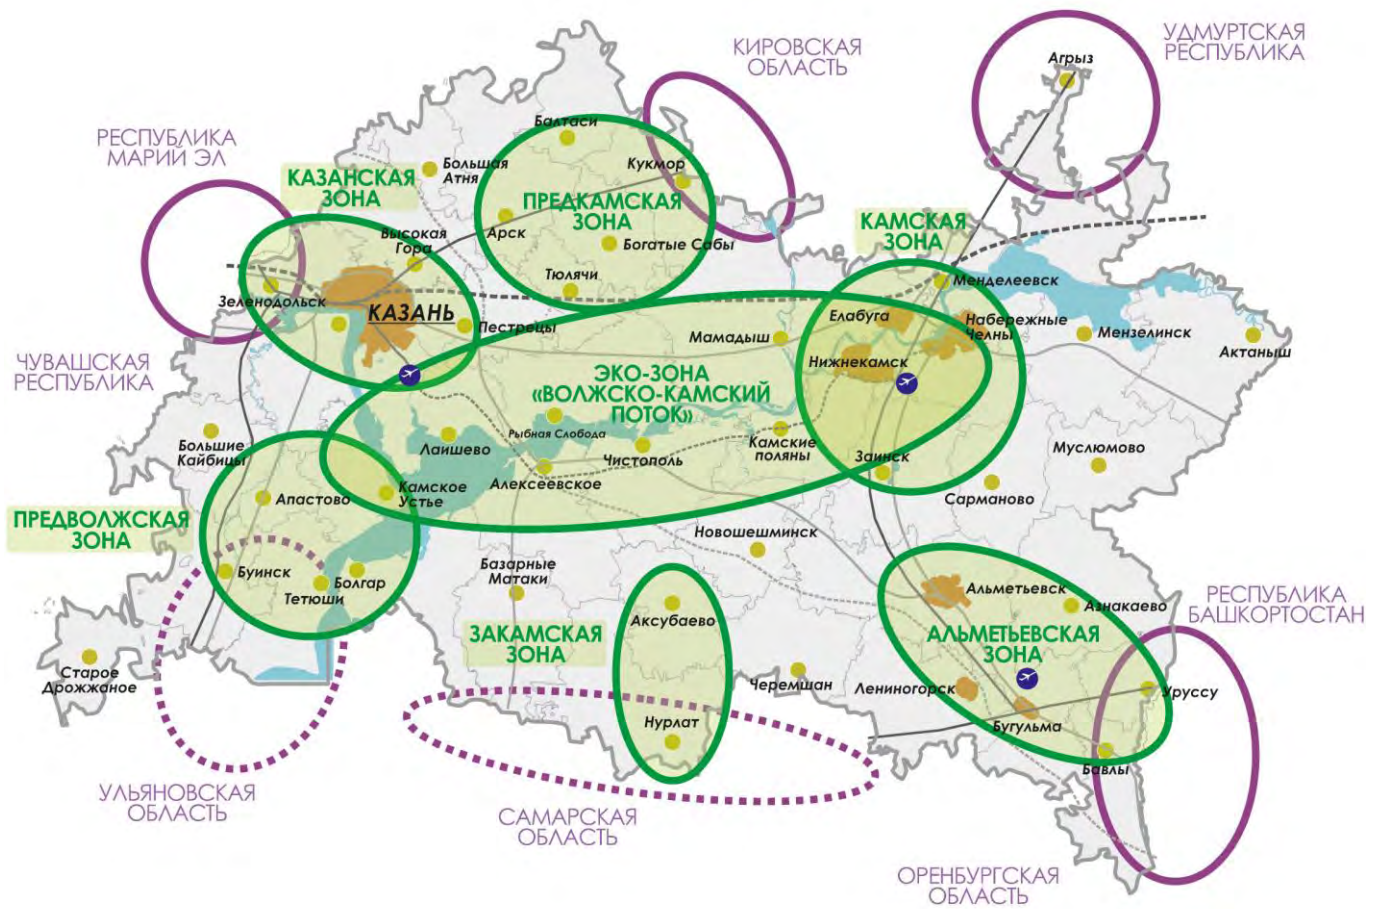 УДМУРТСКАЯ
РЕСПУБЛИКА
КИРОВСКАЯ
ОБЛАСТЬ
Агрыз
РЕСПУБЛИКА
МАРИЙ ЭЛ
Балтаси
Большая
Атня
Кукмор
КАЗАНСКАЯ
ЗОНА
ПРЕДКАМСКАЯ
ЗОНА
КАМСКАЯ
ЗОНА
Высокая
Гора
Арск
Богатые Сабы
Тюлячи
Менделеевск
Зеленодольск
КАЗАНЬ
Пестрецы
Мамадыш
Елабуга
Набережные
Челны
Мензелинск
Актаныш
Нижнекамск
ЧУВАШСКАЯ
РЕСПУБЛИКА
ЭКО-ЗОНА
«ВОЛЖСКО-КАМСКИЙ
ПОТОК»
Большие
Кайбицы
Лаишево
Рыбная Слобода
Чистополь
Камские
поляны
Заинск
Муслюмово
Алексеевское
Сарманово
Апастово
Камское
Устье
ПРЕДВОЛЖСКАЯ
ЗОНА
Новошешминск
Буинск
Тетюши
Болгар
Базарные
Матаки
Альметьевск
Азнакаево
РЕСПУБЛИКА
БАШКОРТОСТАН
Аксубаево
ЗАКАМСКАЯ
ЗОНА
АЛЬМЕТЬЕВСКАЯ
ЗОНА
Старое
Дрожжаное
Черемшан
Лениногорск
Уруссу
Нурлат
Бугульма
Бавлы
УЛЬЯНОВСКАЯ
ОБЛАСТЬ
САМАРСКАЯ
ОБЛАСТЬ
ОРЕНБУРГСКАЯ
ОБЛАСТЬ